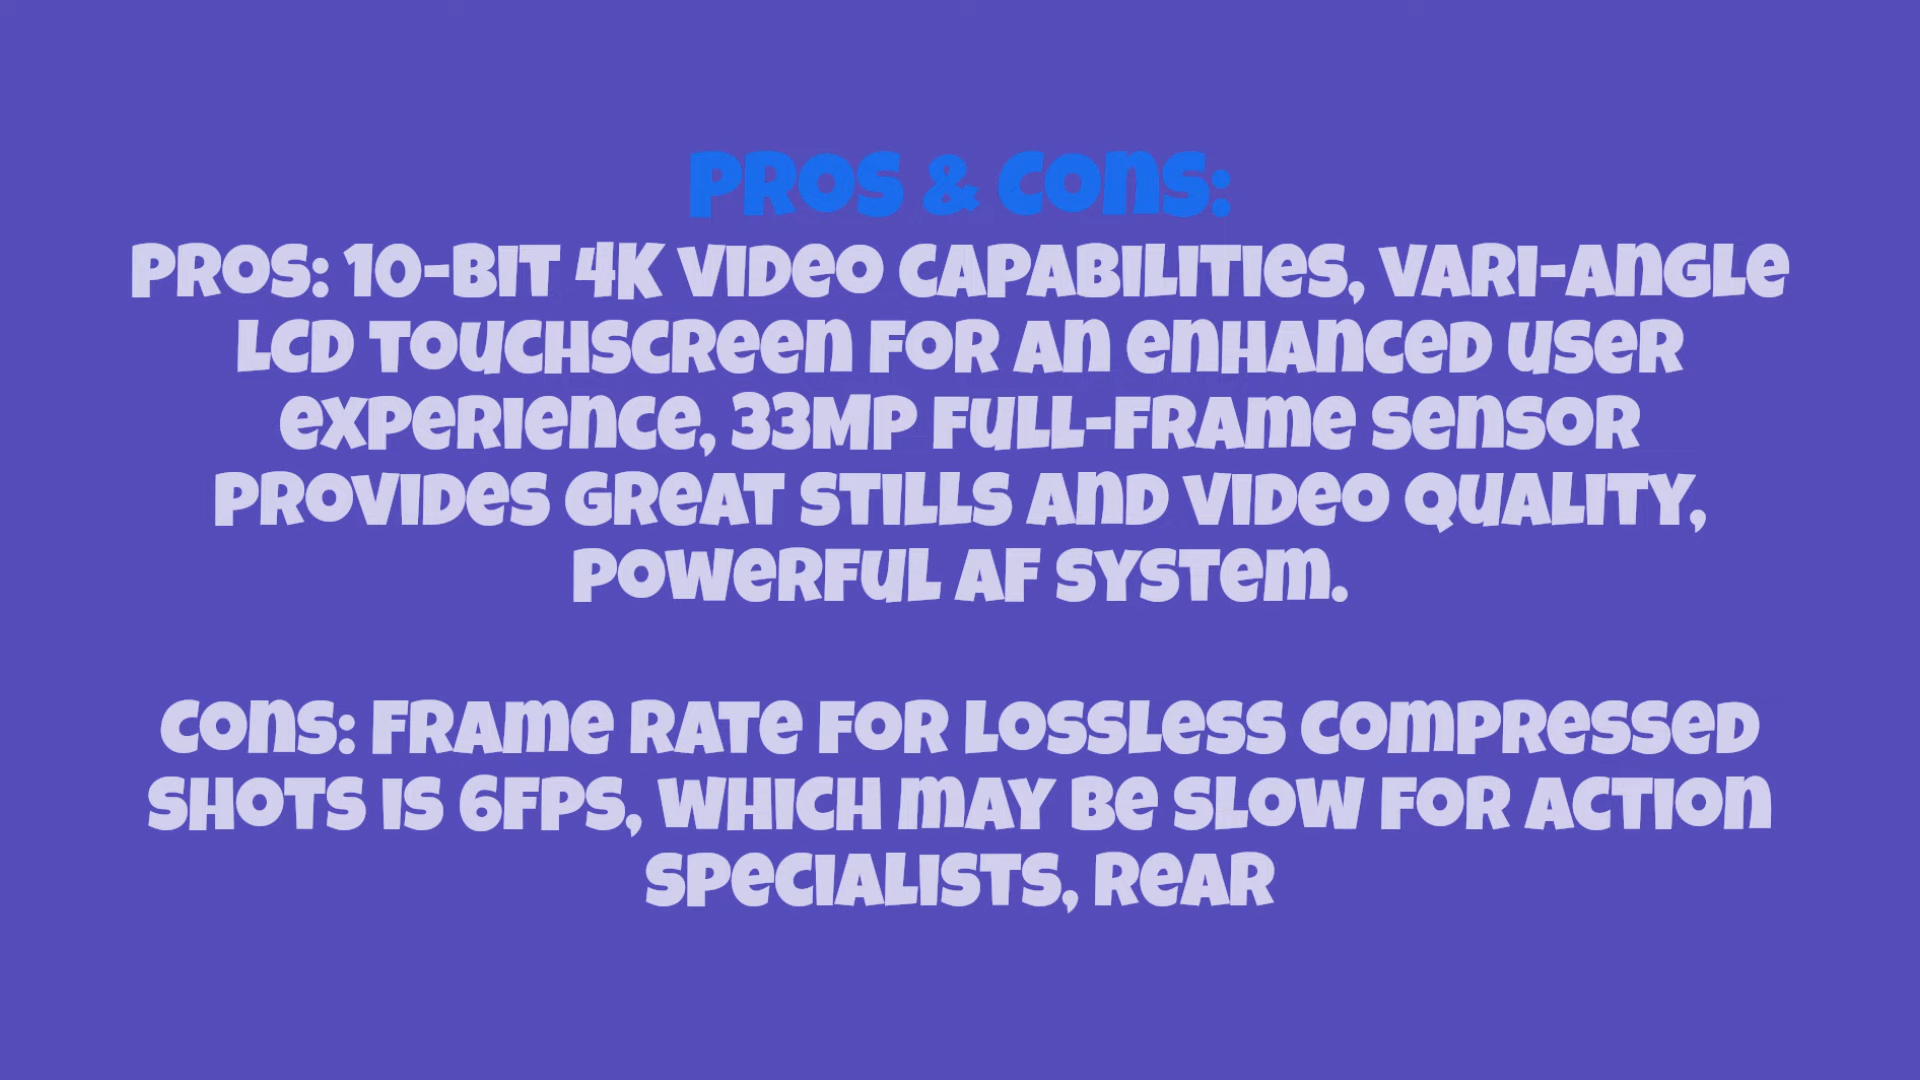 PROS & CONS:
PROS: 10-BIT 4K VIDEO CAPABILITIES, VARI-ANGLE
LCD TOUCHSCREEN FOR AN ENHANCED USER
EXPERIENCE, 33MP FULL-FRAME SENSOR
PROVIDES GREAT STILLS AND VIDEO QUALITY,
POWERFUL AF SYSTEM.
CONS: FRAME RATE FOR LOSSLESS COMPRESSED
SHOTS IS 6FPS, WHICH MAY BE SLOW FOR ACTION
SPECIALISTS, REAR